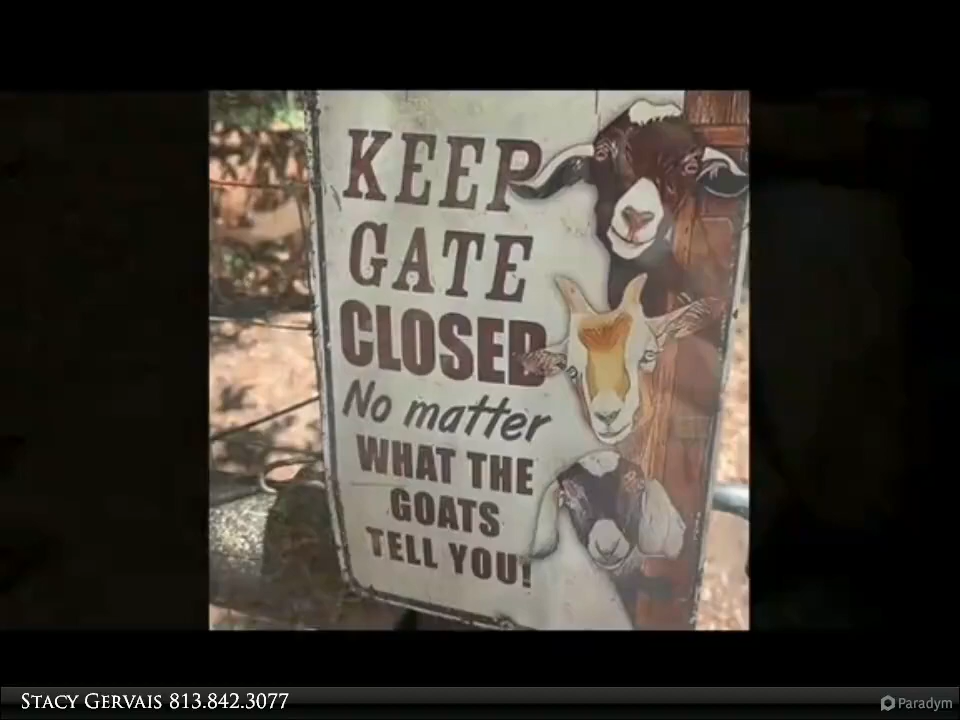 KEEP
GATE
CLOSED
No matter
WHAT THE
GOATS
TELL YOU!
STACY GERVAIS 813.842.3077
Paradym